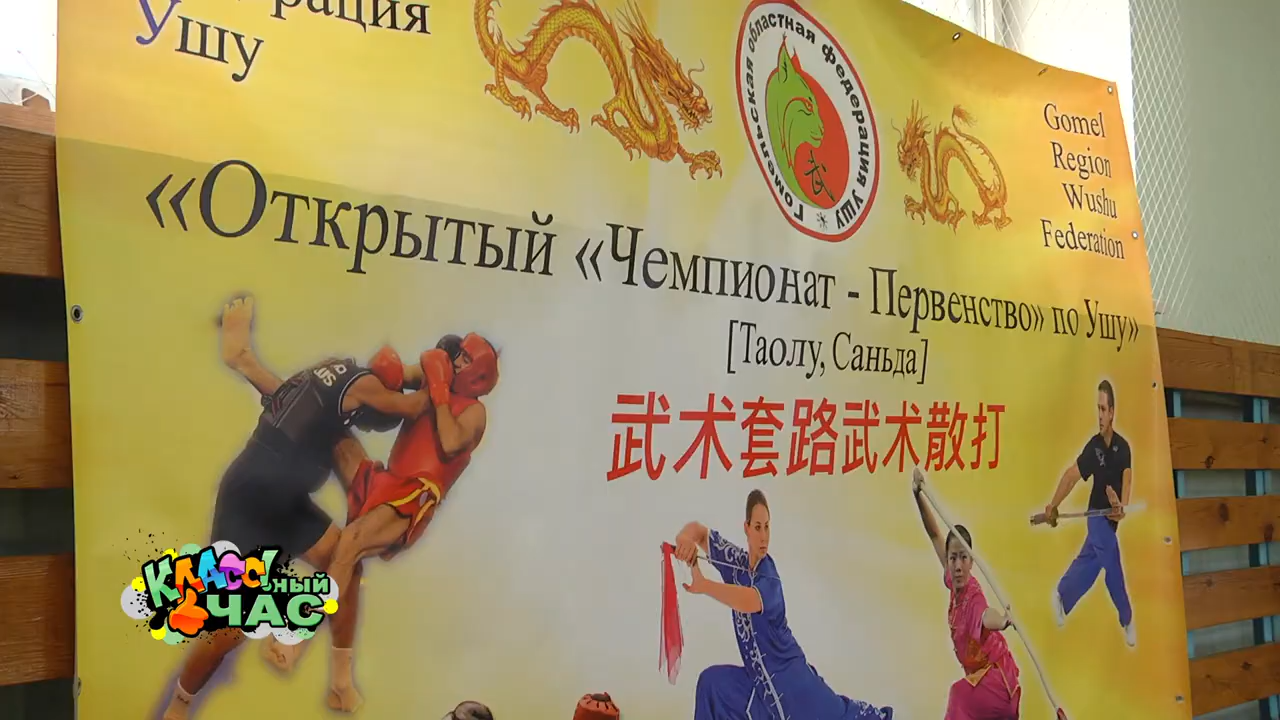 Ушу
Гомельская областная федерация ушу
武
Gomel
Region
Wushu
Federation
«Открытый «Чемпионат - Первенство» по Ушу»
[Таолу, Саньда]
武术套路武术散打
КЛАСС!ный
ЧАС